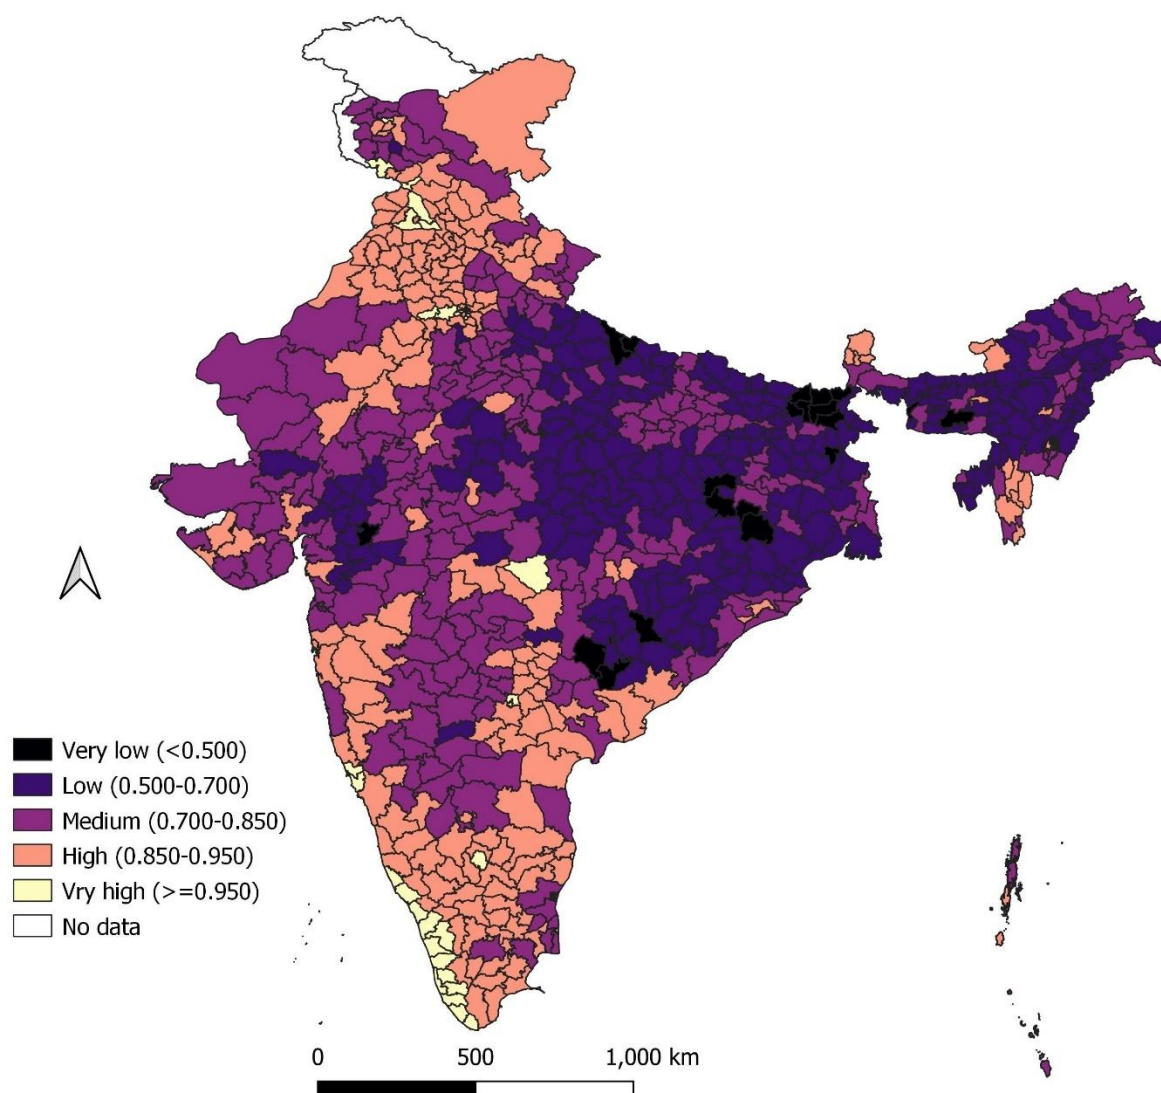 Very low (<0.500)
Low (0.500-0.700)
Medium (0.700-0.850)
High (0.850-0.950)
Vry high (>=0.950)
No data
0 500 1,000 km